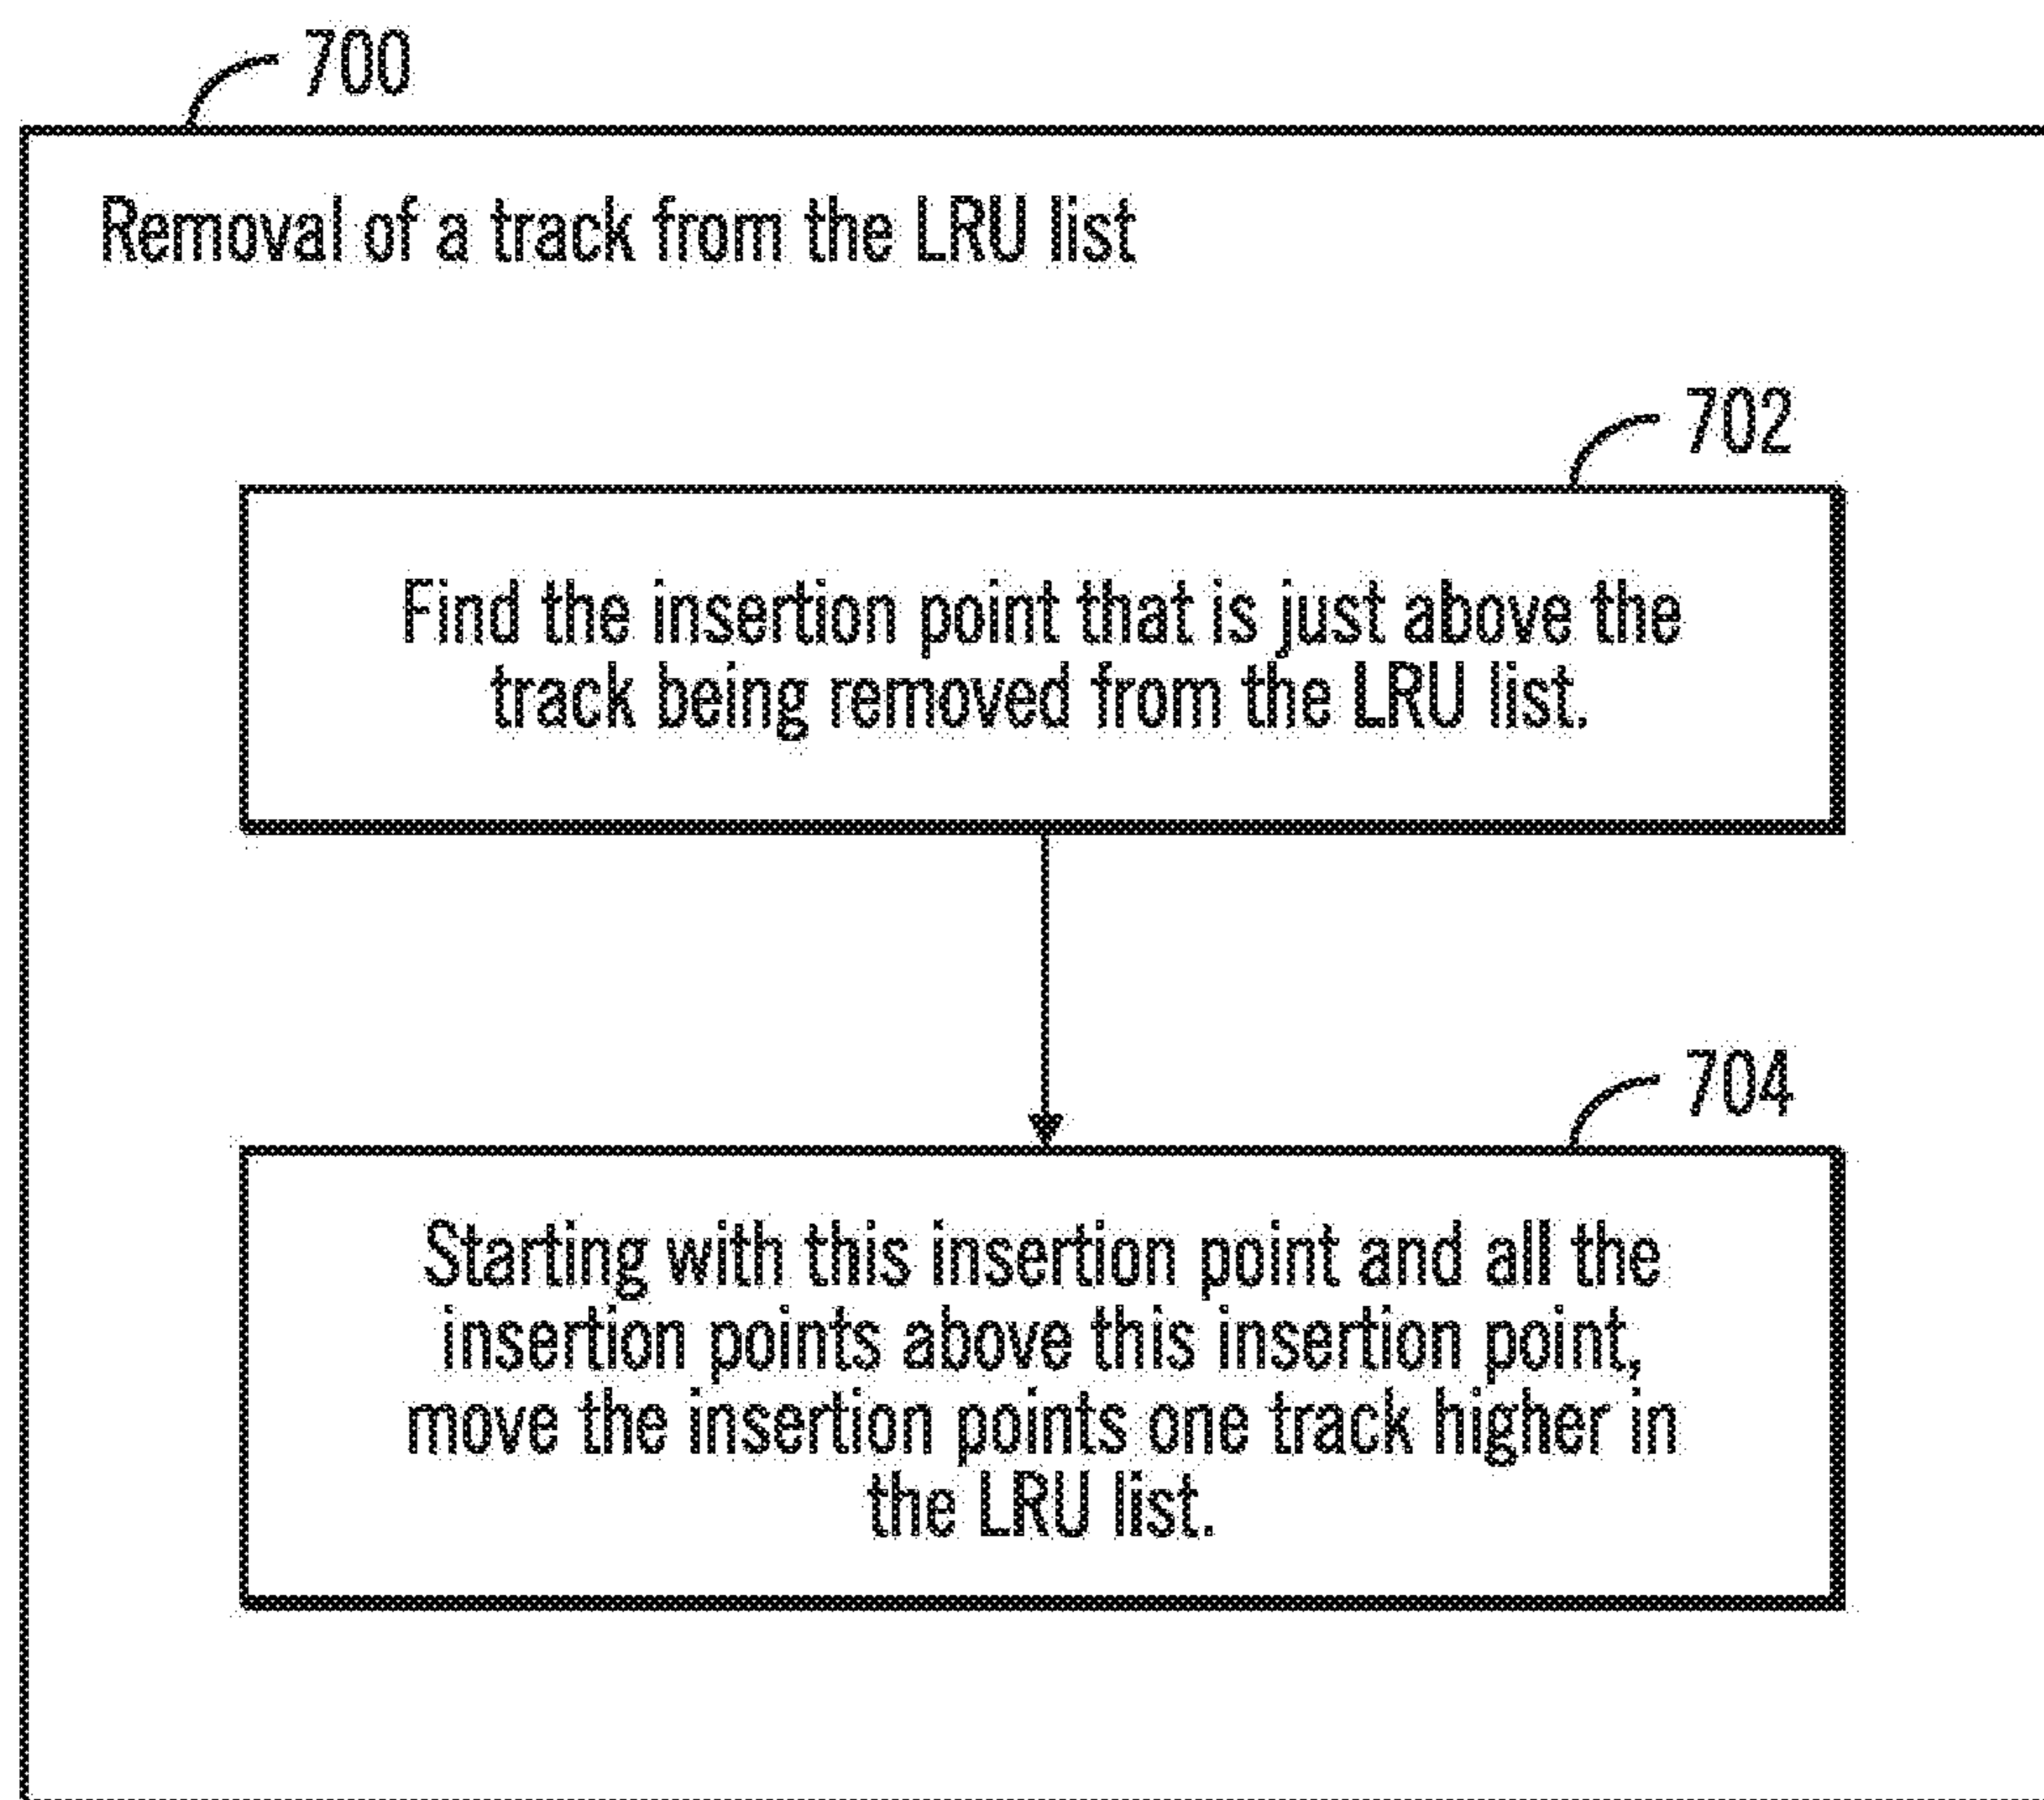 700
Removal of a track from the LRU list
702
Find the insertion point that is just above the
track being removed from the LRU list.
704
Starting with this insertion point and all the
insertion points above this insertion point,
move the insertion points one track higher in
the LRU list.